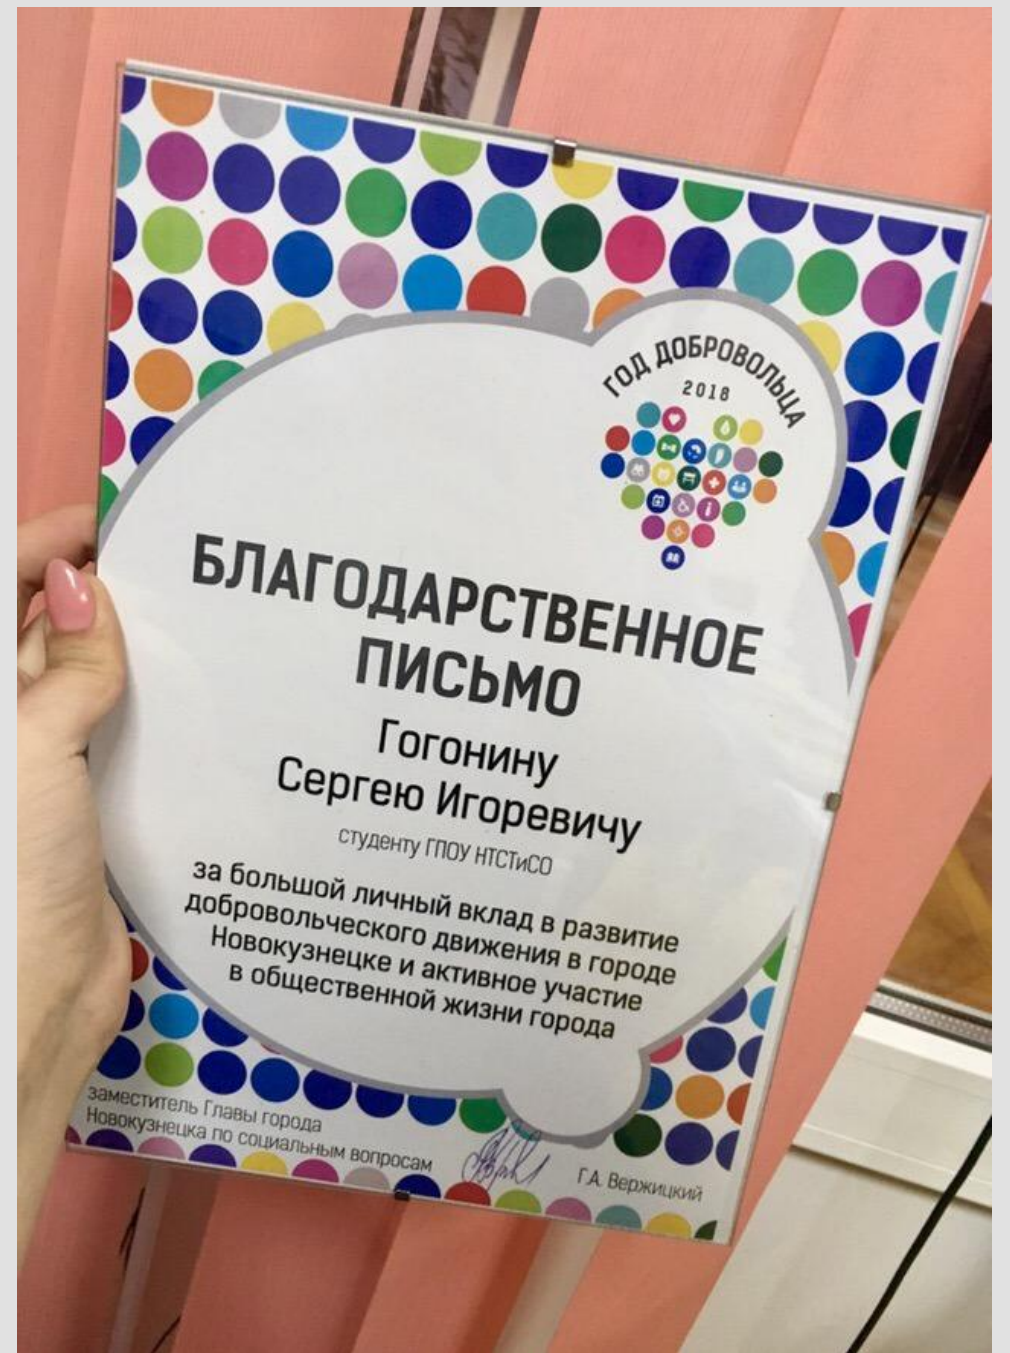 ГОД ДОБРОВОЛЬЦА
2018
БЛАГОДАРСТВЕННОЕ
ПИСЬМО
Гогонину
Сергею Игоревичу
студенту ГПОУ НТСТиСО
за большой личный вклад в развитие
добровольческого движения в городе
Новокузнецке и активное участие
в общественной жизни города
заместитель Главы города
Новокузнецка по социальным вопросам
Г.А. Вержицкий